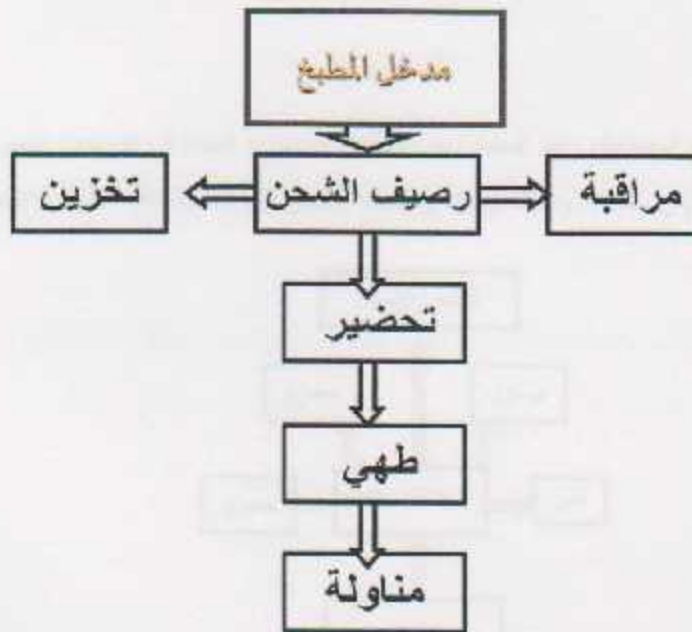 مدخل المطبخ
مراقبة
رصيف الشحن
تخزين
تحضير
طهي
مناولة